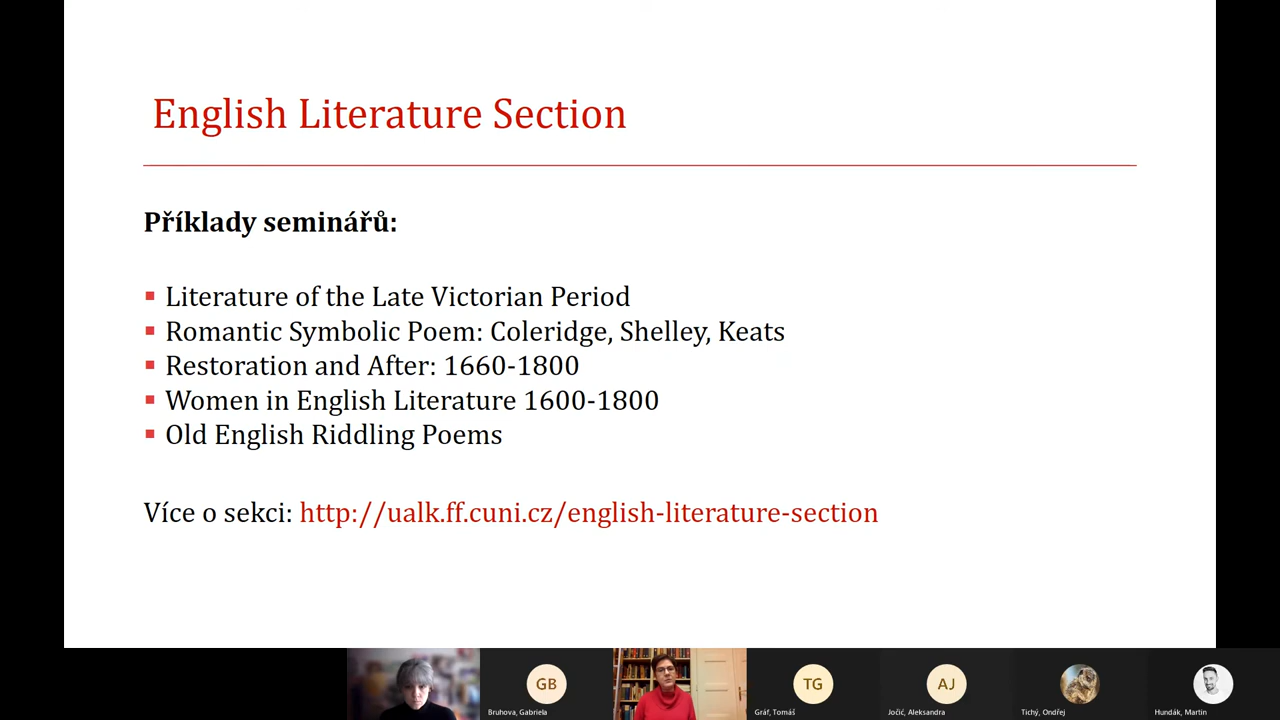 English Literature Section
Příklady seminářů:
▪ Literature of the Late Victorian Period
▪ Romantic Symbolic Poem: Coleridge, Shelley, Keats
▪ Restoration and After: 1660-1800
▪ Women in English Literature 1600-1800
▪ Old English Riddling Poems
Více o sekci: http://ualk.ff.cuni.cz/english-literature-section
GB
TG
AJ
Bruhova, Gabriela
Gráf, Tomáš
Jočić, Aleksandra
Tichý, Ondřej
Hundák, Martin